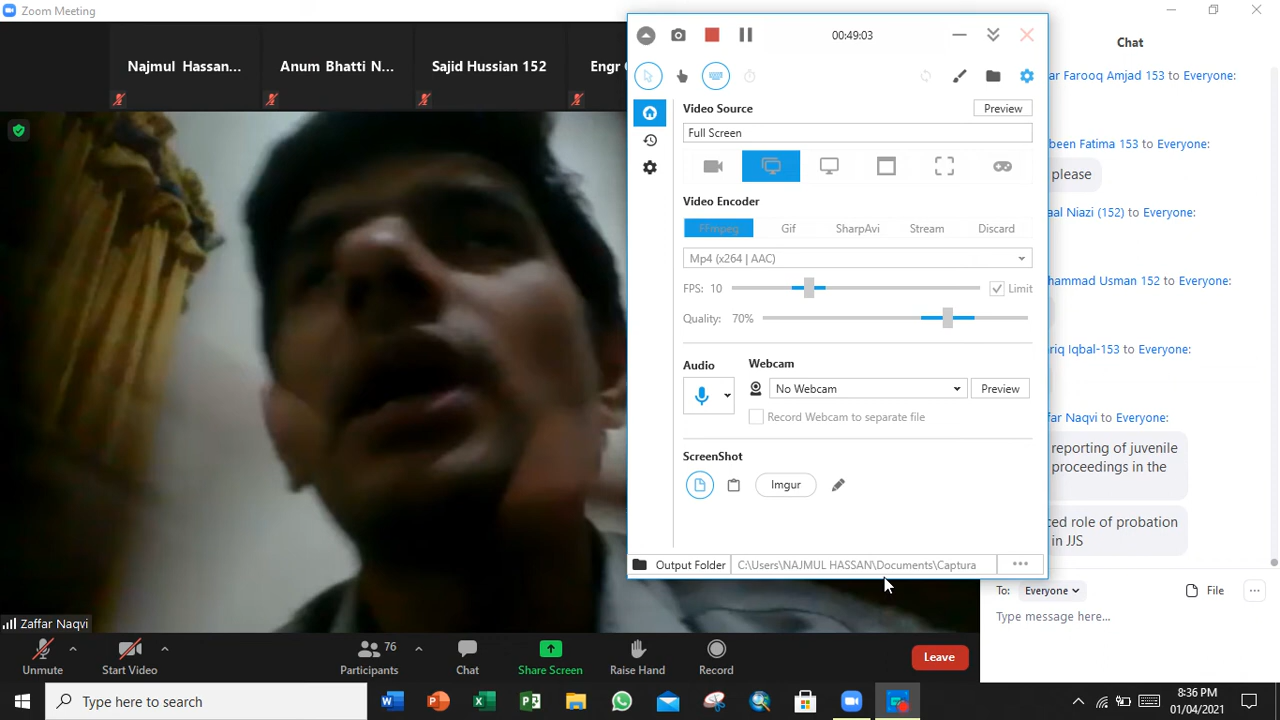 Zoom Meeting
Najmul Hassan...
Anum Bhatti N...
Sajid Hussian 152
Engr
00:49:03
Video Source
Preview
Full Screen
Video Encoder
FFmpeg
Gif
SharpAvi
Stream
Discard
Mp4 (x264 | AAC)
FPS: 10
Limit
Quality: 70%
Audio
Webcam
No Webcam
Preview
Record Webcam to separate file
ScreenShot
Imgur
Output Folder
C:\Users\NAJMUL HASSAN\Documents\Captura
Chat
ar Farooq Amjad 153 to Everyone:
been Fatima 153 to Everyone:
please
aal Niazi (152) to Everyone:
hammad Usman 152 to Everyone:
riq Iqbal-153 to Everyone:
far Naqvi to Everyone:
reporting of juvenile
proceedings in the
ced role of probation
in JJS
To: Everyone
File
Type message here...
Zaffar Naqvi
Unmute
Start Video
76
Participants
Chat
Share Screen
Raise Hand
Record
Leave
Type here to search
8:36 PM
01/04/2021